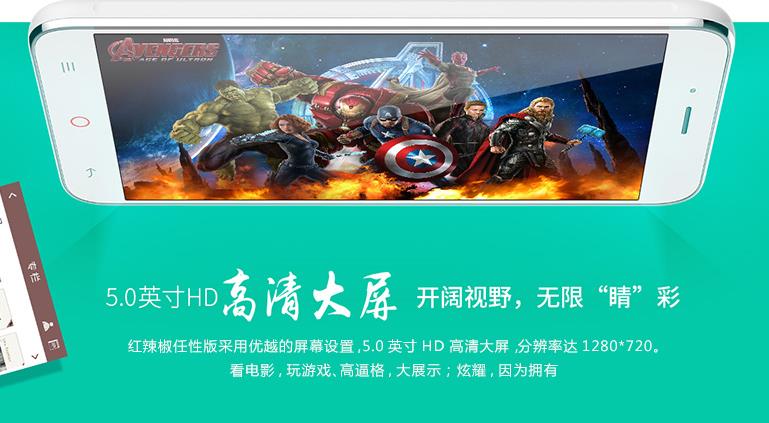 MARVEL
AVENGERS
AGE OF ULTRON
5.0英寸HD高清大屏 开阔视野，无限“睛”彩
红辣椒任性版采用优越的屏幕设置,5.0 英寸 HD 高清大屏 ,分辨率达 1280*720。
看电影 , 玩游戏、高逼格 , 大展示 ; 炫耀 , 因为拥有
专栏